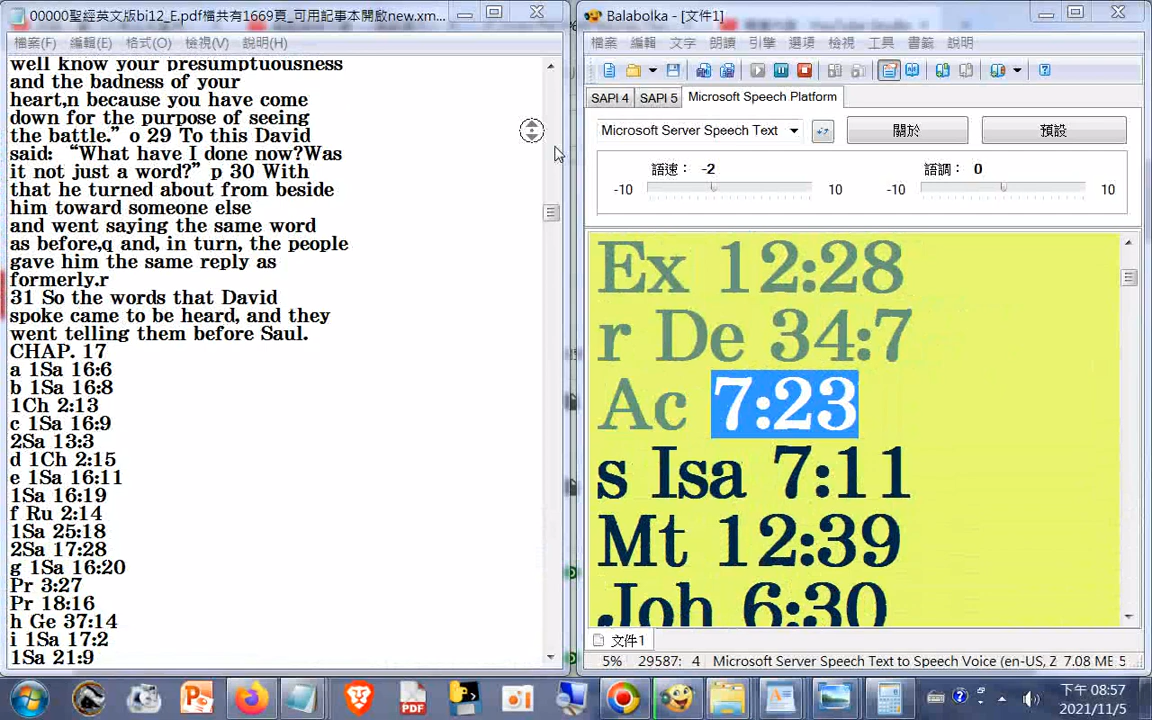 00000聖經英文版bi12_E.pdf檔共有1669頁_可用記事本開啟new.xm...
檔案(F) 編輯(E) 格式(O) 檢視(V) 說明(H)
well know your presumptuousness
and the badness of your
heart,n because you have come
down for the purpose of seeing
the battle.” o 29 To this David
said: “What have I done now?Was
it not just a word?” p 30 With
that he turned about from beside
him toward someone else
and went saying the same word
as before,q and, in turn, the people
gave him the same reply as
formerly.r
31 So the words that David
spoke came to be heard, and they
went telling them before Saul.
CHAP. 17
a 1Sa 16:6
b 1Sa 16:8
1Ch 2:13
c 1Sa 16:9
2Sa 13:3
d 1Ch 2:15
e 1Sa 16:11
1Sa 16:19
f Ru 2:14
1Sa 25:18
2Sa 17:28
g 1Sa 16:20
Pr 3:27
Pr 18:16
h Ge 37:14
i 1Sa 17:2
1Sa 21:9
Balabolka - [文件1]
檔案 編輯 文字 朗讀 引擎 選項 檢視 工具 書籤 說明
SAPI 4 SAPI 5 Microsoft Speech Platform
Microsoft Server Speech Text 關於 預設
語速: -2 語調: 0
-10 10 -10 10
Ex 12:28
r De 34:7
Ac 7:23
s Isa 7:11
Mt 12:39
Joh 6:30
文件1
5% 29587: 4 Microsoft Server Speech Text to Speech Voice (en-US, Z 7.08 MB 5
PDF
下午 08:57
2021/11/5